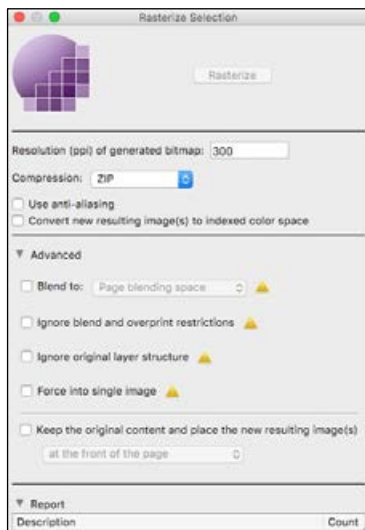 Rasterize Selection
Rasterize
Resolution (ppi) of generated bitmap: 300
Compression: ZIP
Use anti-aliasing
Convert new resulting image(s) to indexed color space
Advanced
Blend to: Page blending space
Ignore blend and overprint restrictions
Ignore original layer structure
Force into single image
Keep the original content and place the new resulting image(s)
at the front of the page
Report
Description Count